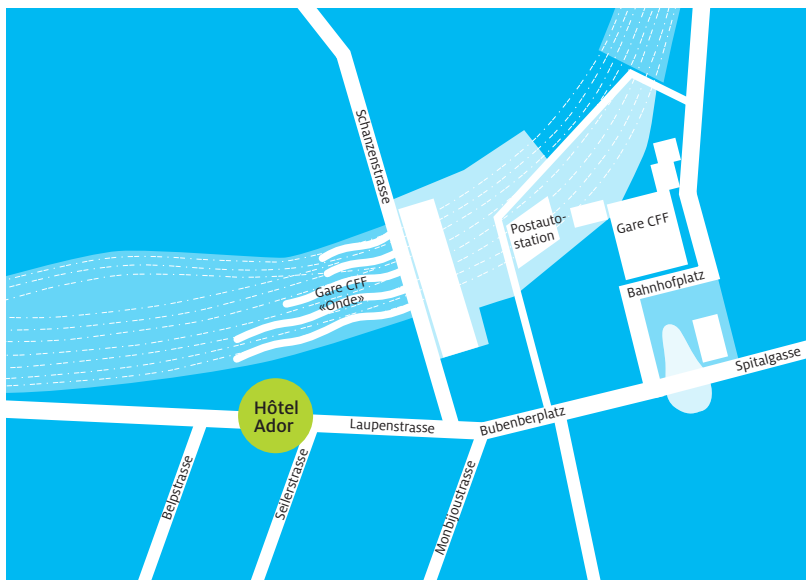 Schanzenstrasse
Postauto-
station
Gare CFF
Gare CFF
«Onde»
Bahnhofplatz
Spitalgasse
Hôtel
Ador
Laupenstrasse
Bubenberplatz
Belpstrasse
Seilerstrasse
Monbijoustrasse